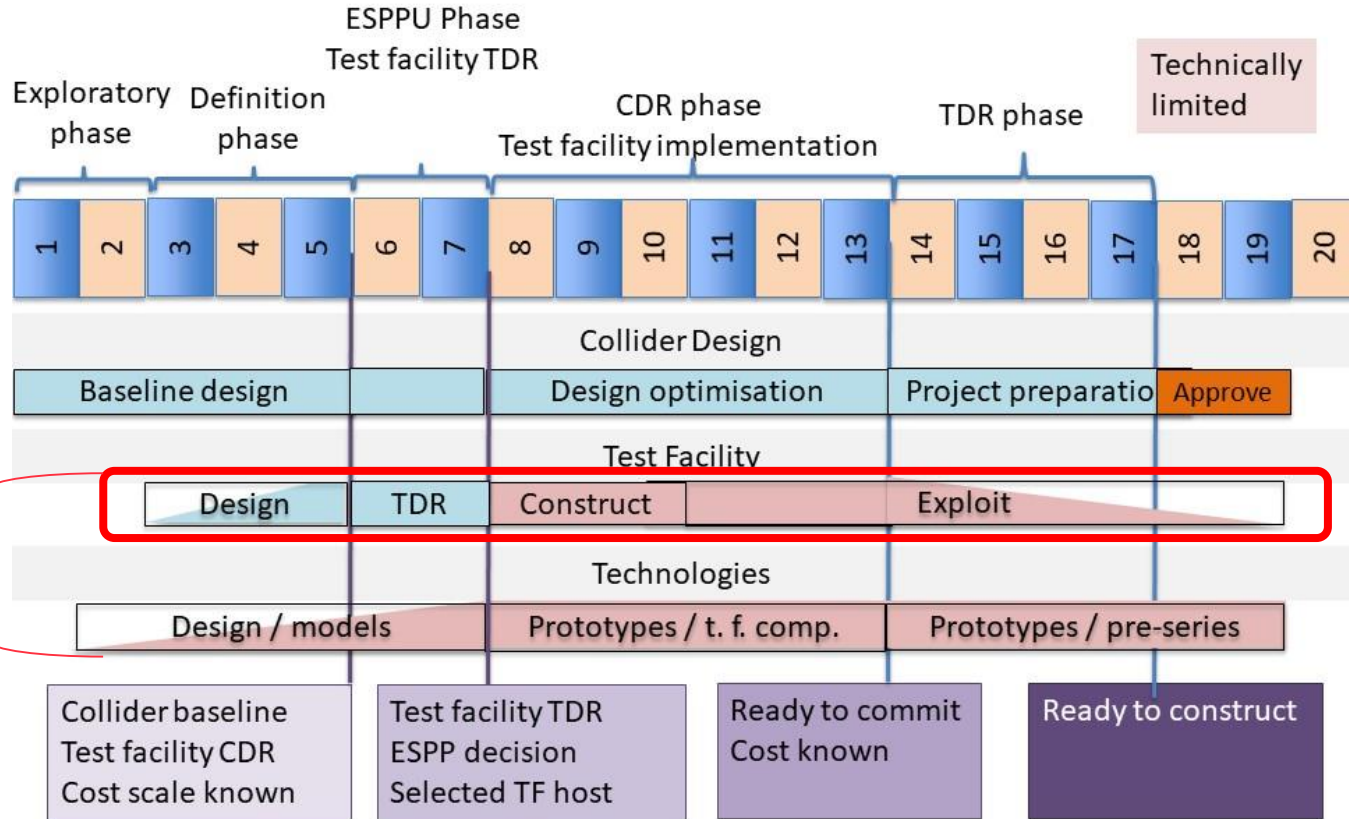 ESPPU Phase
Test facility TDR
Exploratory
phase
Definition
phase
CDR phase
Test facility implementation
TDR phase
Technically
limited
1 2 3 4 5 6 7 8 9 10 11 12 13 14 15 16 17 18 19 20
Collider Design
Baseline design
Design optimisation
Project preparatio
Approve
Test Facility
Design
TDR
Construct
Exploit
Technologies
Design / models
Prototypes / t. f. comp.
Prototypes / pre-series
Collider baseline
Test facility CDR
Cost scale known
Test facility TDR
ESPP decision
Selected TF host
Ready to commit
Cost known
Ready to construct